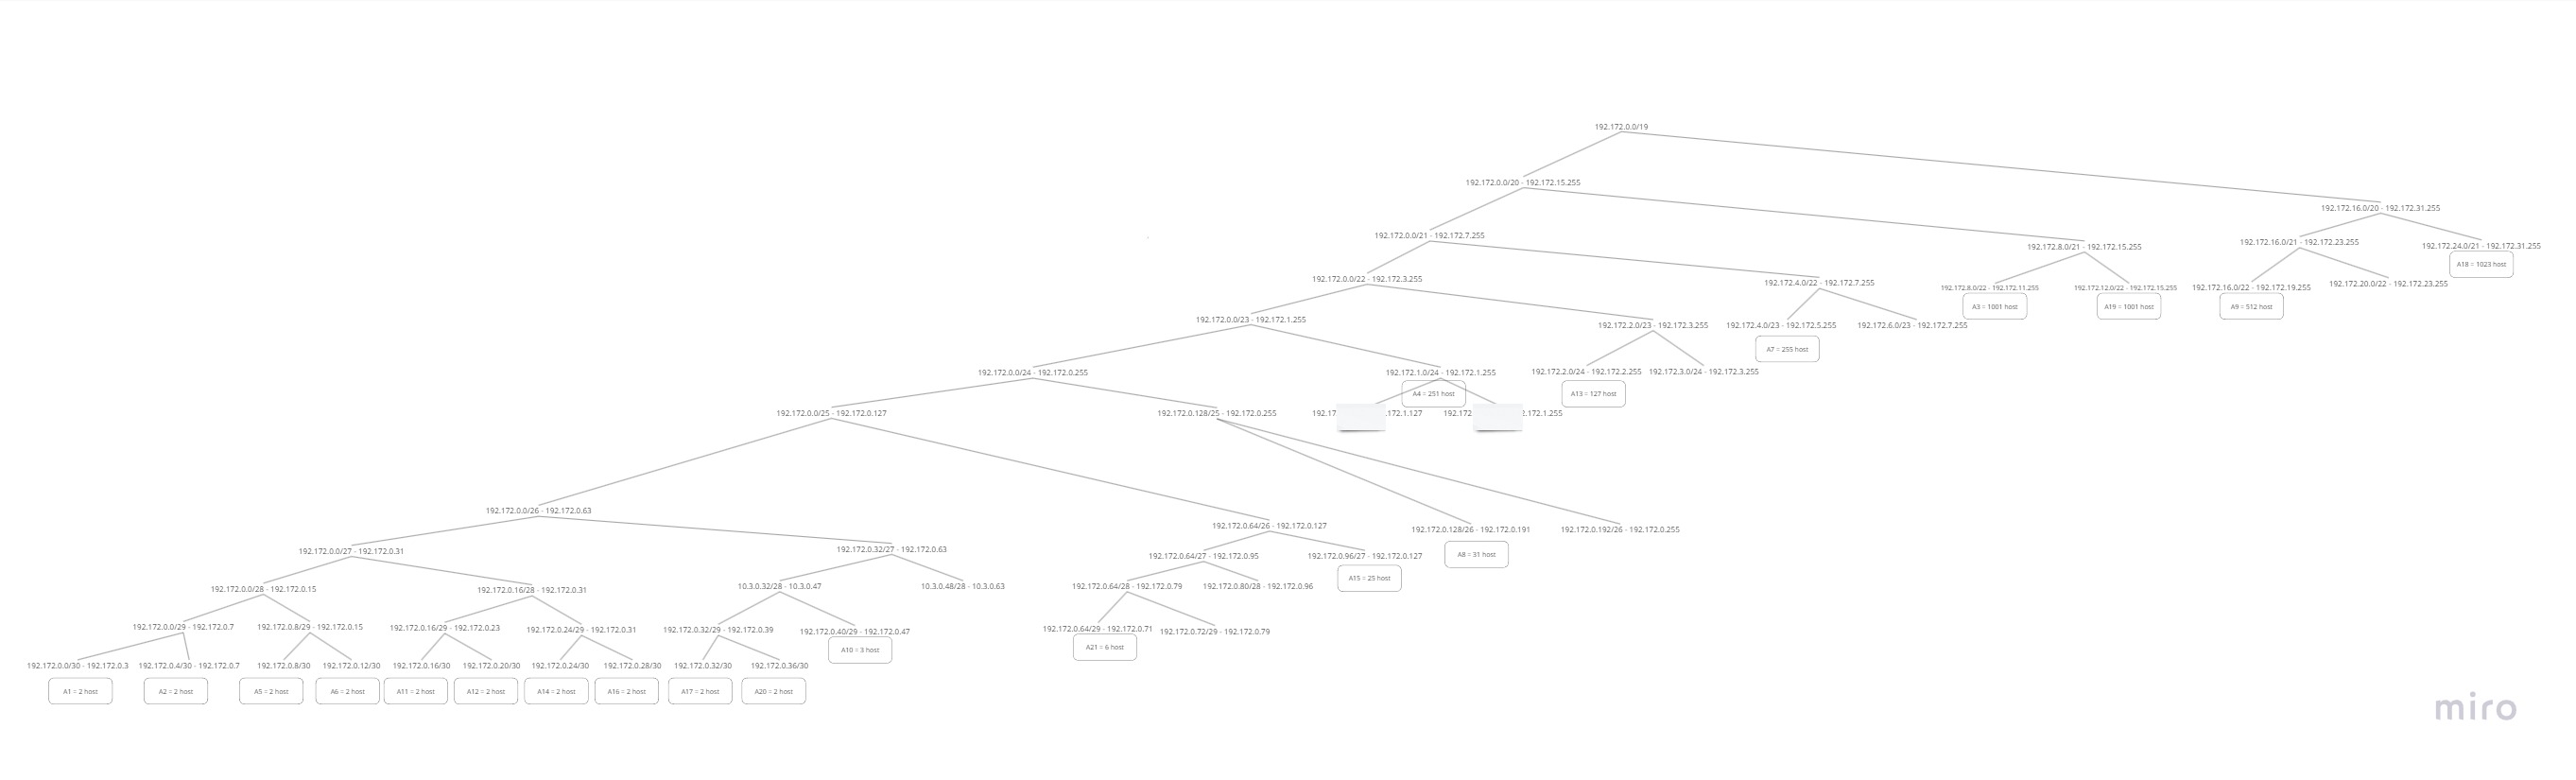 192.172.0.0/19
192.172.0.0/20 - 192.172.15.255
192.172.16.0/20 - 192.172.31.255
192.172.0.0/21 - 192.172.7.255
192.172.8.0/21 - 192.172.15.255
192.172.16.0/21 - 192.172.23.255
192.172.24.0/21 - 192.172.31.255
A18 = 1023 host
192.172.0.0/22 - 192.172.3.255
192.172.4.0/22 - 192.172.7.255
192.172.8.0/22 - 192.172.11.255
192.172.12.0/22 - 192.172.15.255
192.172.16.0/22 - 192.172.19.255
192.172.20.0/22 - 192.172.23.255
A3 = 1001 host
A19 = 1001 host
A9 = 512 host
192.172.0.0/23 - 192.172.1.255
192.172.2.0/23 - 192.172.3.255
192.172.4.0/23 - 192.172.5.255
192.172.6.0/23 - 192.172.7.255
A7 = 255 host
192.172.0.0/24 - 192.172.0.255
192.172.1.0/24 - 192.172.1.255
192.172.2.0/24 - 192.172.2.255
192.172.3.0/24 - 192.172.3.255
A4 = 251 host
A13 = 127 host
192.172.0.0/25 - 192.172.0.127
192.172.0.128/25 - 192.172.0.255
192.17
.172.1.127
192.172
2.172.1.255
192.172.0.0/26 - 192.172.0.63
192.172.0.64/26 - 192.172.0.127
192.172.0.128/26 - 192.172.0.191
192.172.0.192/26 - 192.172.0.255
A8 = 31 host
192.172.0.0/27 - 192.172.0.31
192.172.0.32/27 - 192.172.0.63
192.172.0.64/27 - 192.172.0.95
192.172.0.96/27 - 192.172.0.127
A15 = 25 host
192.172.0.0/28 - 192.172.0.15
192.172.0.16/28 - 192.172.0.31
10.3.0.32/28 - 10.3.0.47
10.3.0.48/28 - 10.3.0.63
192.172.0.64/28 - 192.172.0.79
192.172.0.80/28 - 192.172.0.96
192.172.0.0/29 - 192.172.0.7
192.172.0.8/29 - 192.172.0.15
192.172.0.16/29 - 192.172.0.23
192.172.0.24/29 - 192.172.0.31
192.172.0.32/29 - 192.172.0.39
192.172.0.40/29 - 192.172.0.47
192.172.0.64/29 - 192.172.0.71
192.172.0.72/29 - 192.172.0.79
A10 = 3 host
A21 = 6 host
192.172.0.0/30 - 192.172.0.3
192.172.0.4/30 - 192.172.0.7
192.172.0.8/30
192.172.0.12/30
192.172.0.16/30
192.172.0.20/30
192.172.0.24/30
192.172.0.28/30
192.172.0.32/30
192.172.0.36/30
A1 = 2 host
A2 = 2 host
A5 = 2 host
A6 = 2 host
A11 = 2 host
A12 = 2 host
A14 = 2 host
A16 = 2 host
A17 = 2 host
A20 = 2 host
miro